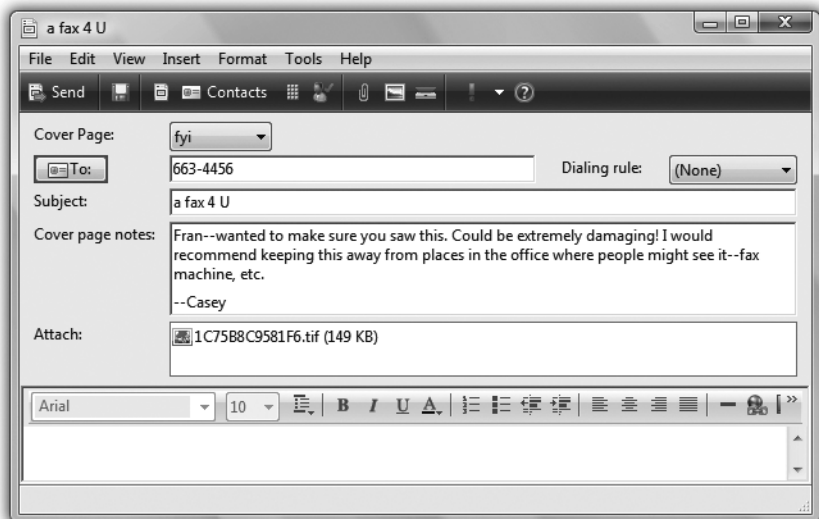 a fax 4 U
File Edit View Insert Format Tools Help
Send Contacts
Cover Page: fyi
To: 663-4456 Dialing rule: (None)
Subject: a fax 4 U
Cover page notes: Fran--wanted to make sure you saw this. Could be extremely damaging! I would
recommend keeping this away from places in the office where people might see it--fax
machine, etc.
--Casey
Attach: 1C75B8C9581F6.tif (149 KB)
Arial 10 B I U A